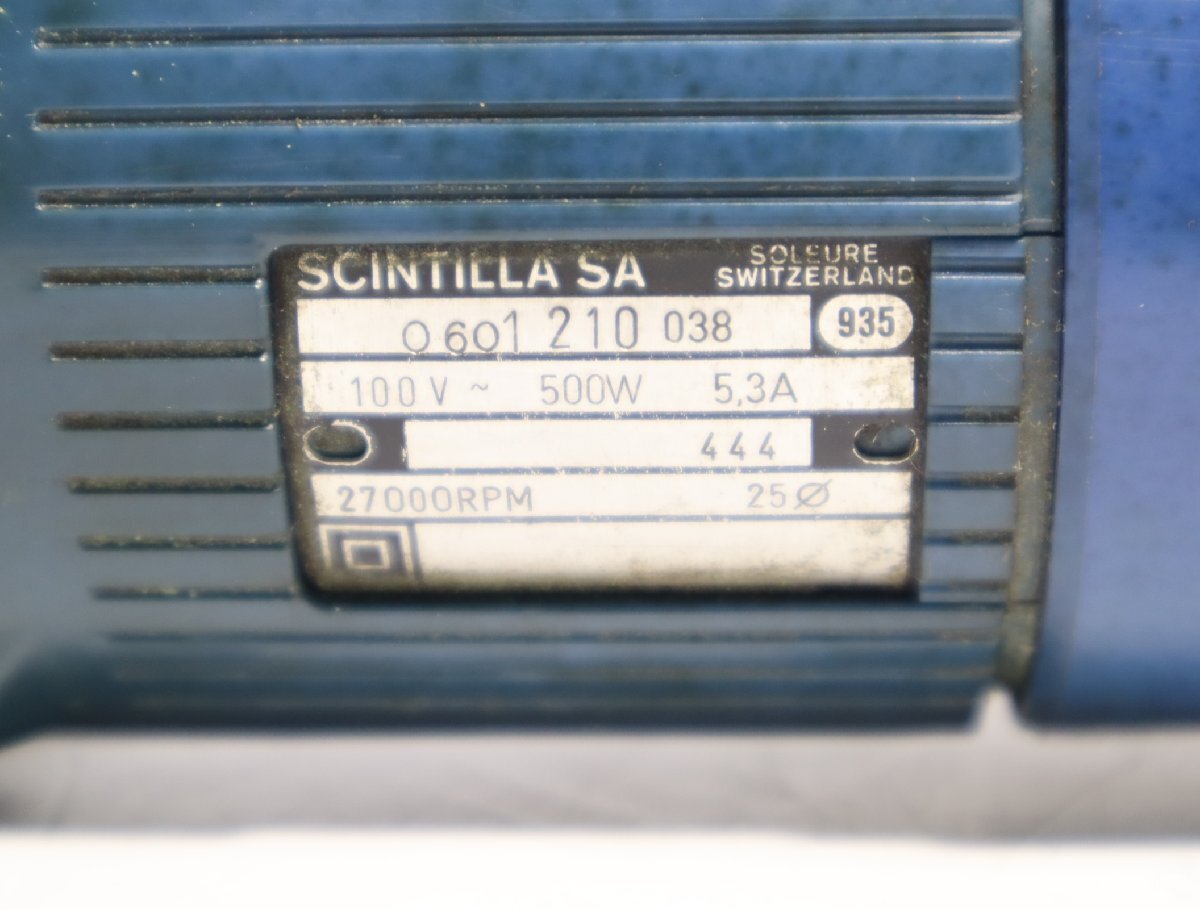 SCINTILLA SA
SOLEURE
SWITZERLAND
0 601 210 038
935
100 V ~ 500W 5,3A
444
27000RPM 25 Ø